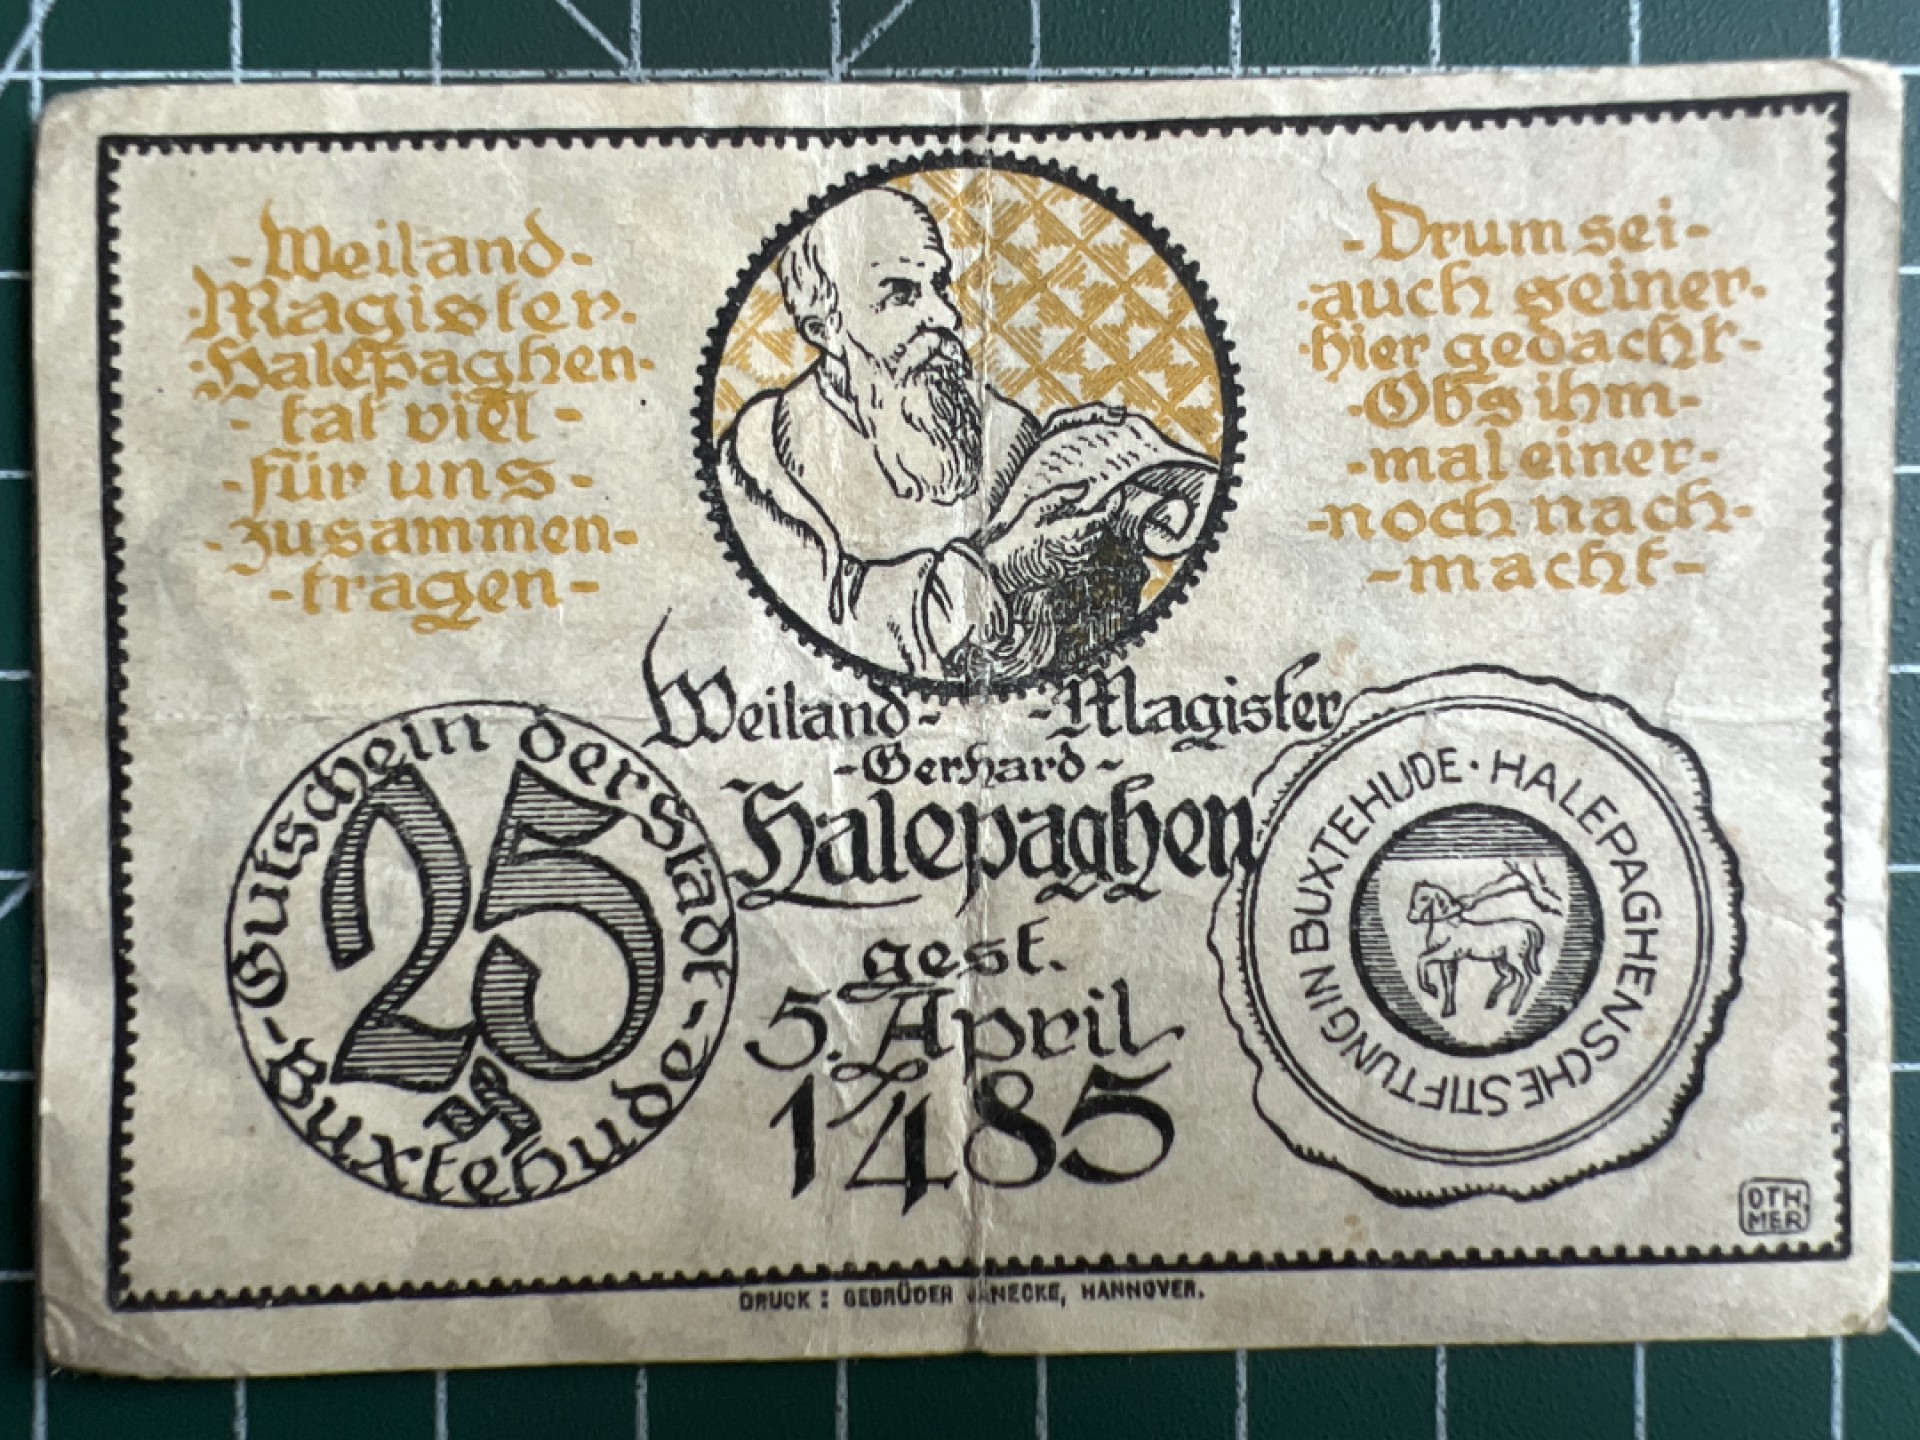 -Weiland-
·Magister·
·Halepaghen·
- tat viel -
-für uns-
-zusammen-
-tragen-
-Drum sei-
·auch seiner·
·hier gedacht-
-Obs ihm-
-mal einer-
-noch nach-
-macht-
Weiland- -Magister
-Gerhard-
Halepaghen
gest.
5. April
1485
-Gutschein der Stadt-
-Buxtehude-
25
₰
HALEPAGHENSCHE STIFTUNG IN BUXTEHUDE ·
OTH
MER
DRUCK : GEBRÜDER JÄNECKE, HANNOVER.